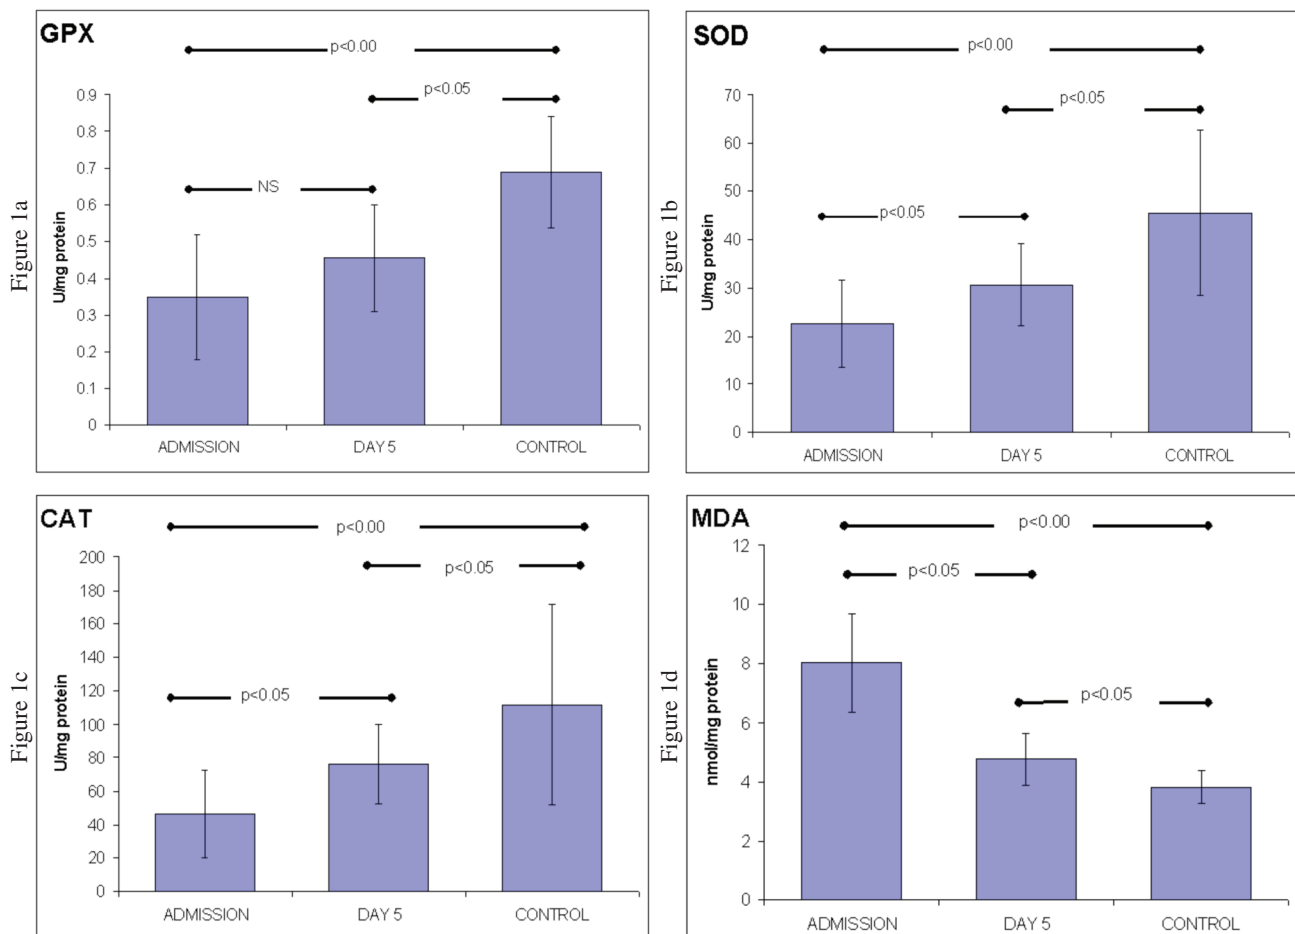 GPX
p<0.00
p<0.05
NS
0.9
0.8
0.7
0.6
0.5
0.4
0.3
0.2
0.1
0
U/mg protein
ADMISSION DAY 5 CONTROL
Figure 1a
SOD
p<0.00
p<0.05
p<0.05
70
60
50
40
30
20
10
0
U/mg protein
ADMISSION DAY 5 CONTROL
Figure 1b
CAT
p<0.00
p<0.05
p<0.05
200
180
160
140
120
100
80
60
40
20
0
U/mg protein
ADMISSION DAY 5 CONTROL
Figure 1c
MDA
p<0.00
p<0.05
p<0.05
12
10
8
6
4
2
0
nmol/mg protein
ADMISSION DAY 5 CONTROL
Figure 1d